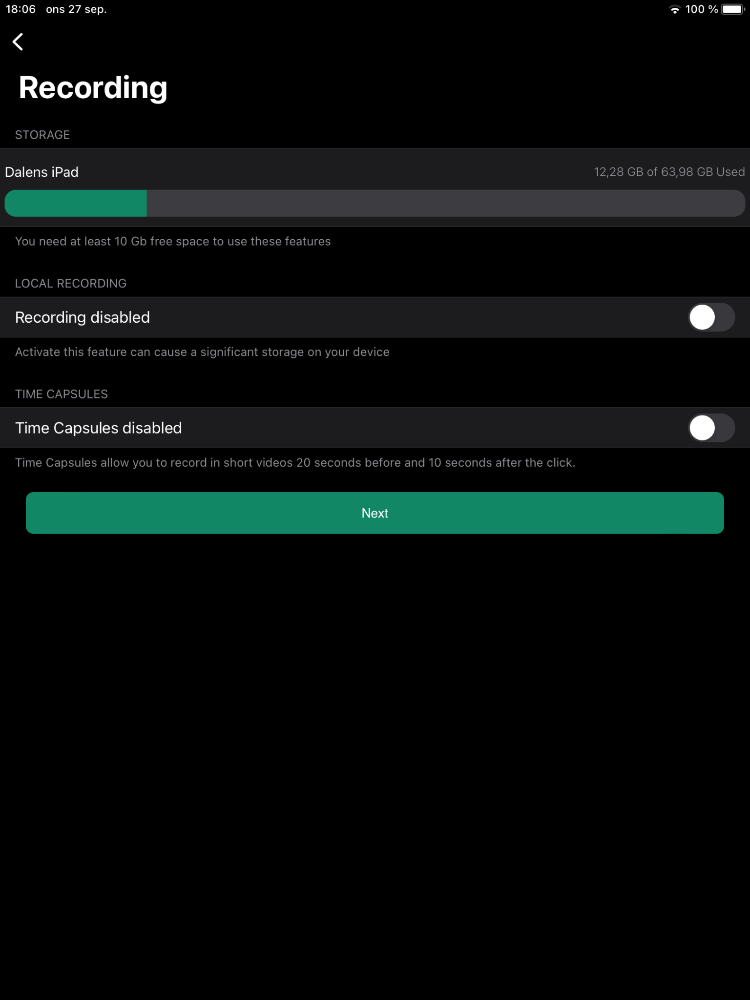 18:06 ons 27 sep. 100 %
Recording
STORAGE
Dalens iPad 12,28 GB of 63,98 GB Used
You need at least 10 Gb free space to use these features
LOCAL RECORDING
Recording disabled
Activate this feature can cause a significant storage on your device
TIME CAPSULES
Time Capsules disabled
Time Capsules allow you to record in short videos 20 seconds before and 10 seconds after the click.
Next